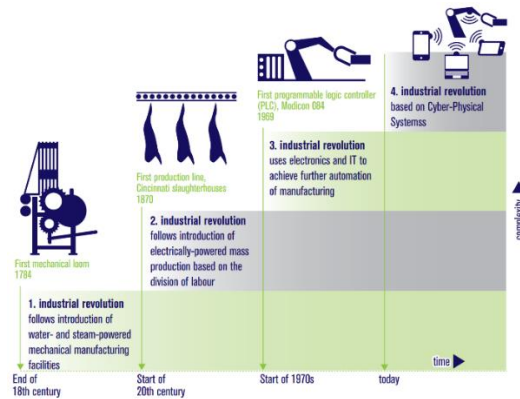 First programmable logic controller
(PLC), Modicon 084
1969
4. industrial revolution
based on Cyber-Physical
Systemss
3. industrial revolution
uses electronics and IT to
achieve further automation
of manufacturing
First production line,
Cincinnati slaughterhouses
1870
2. industrial revolution
follows introduction of
electrically-powered mass
production based on the
division of labour
First mechanical loom
1784
1. industrial revolution
follows introduction of
water- and steam-powered
mechanical manufacturing
facilities
complexity
time
End of
18th century
Start of
20th century
Start of 1970s
today